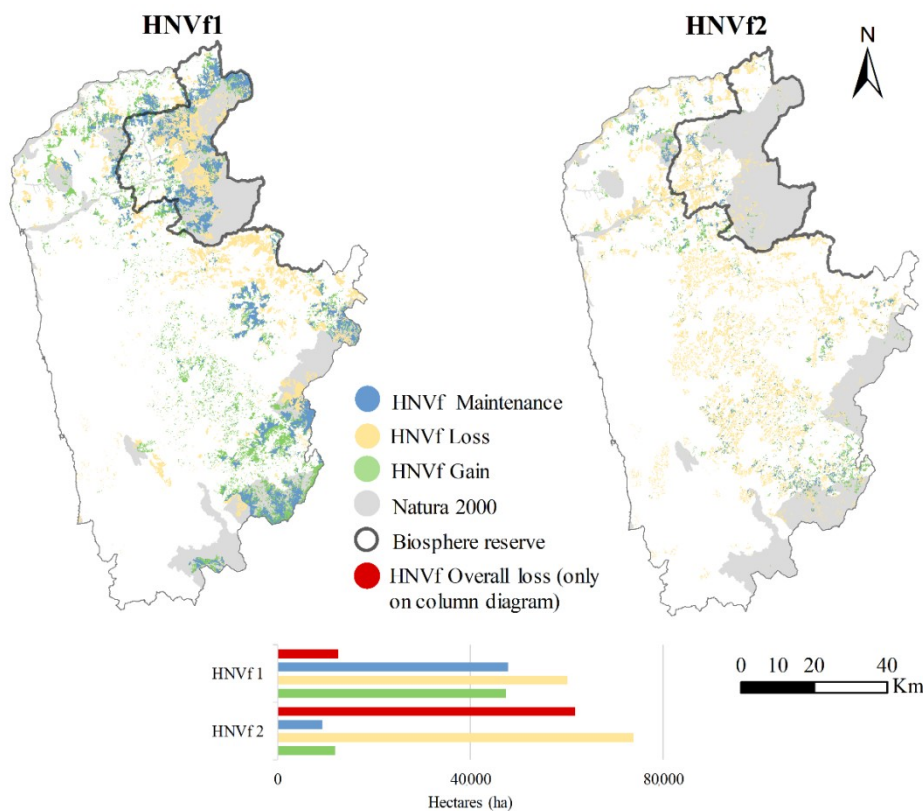 HNVf1
HNVf2
N
HNVf Maintenance
HNVf Loss
HNVf Gain
Natura 2000
Biosphere reserve
HNVf Overall loss (only
on column diagram)
HNVf 1
HNVf 2
0
40000
80000
Hectares (ha)
0 10 20 40
Km